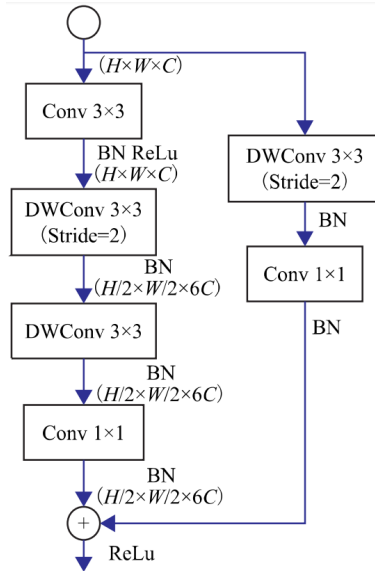 (H×W×C)
Conv 3×3
BN ReLu
(H×W×C)
DWConv 3×3
(Stride=2)
BN
(H/2×W/2×6C)
DWConv 3×3
BN
(H/2×W/2×6C)
Conv 1×1
BN
(H/2×W/2×6C)
+
ReLu
DWConv 3×3
(Stride=2)
BN
Conv 1×1
BN